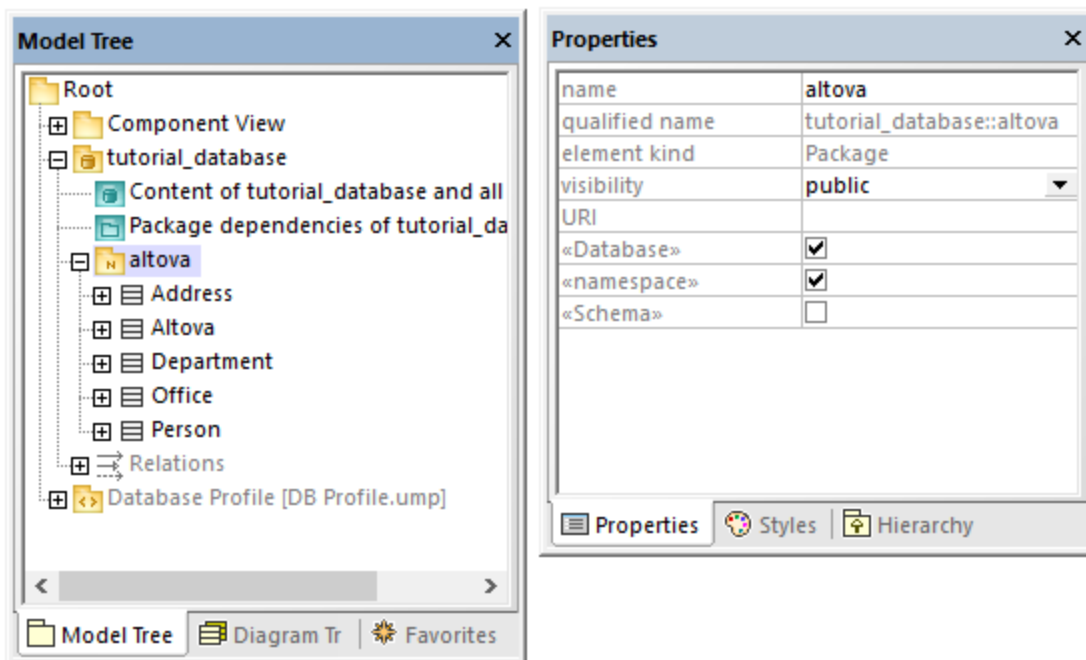 Model Tree
Root
Component View
tutorial_database
Content of tutorial_database and all
Package dependencies of tutorial_da
N altova
Address
Altova
Department
Office
Person
Relations
Database Profile [DB Profile.ump]
Model Tree Diagram Tr Favorites
Properties
name altova
qualified name tutorial_database::altova
element kind Package
visibility public
URI
«Database»
«namespace»
«Schema»
Properties Styles Hierarchy